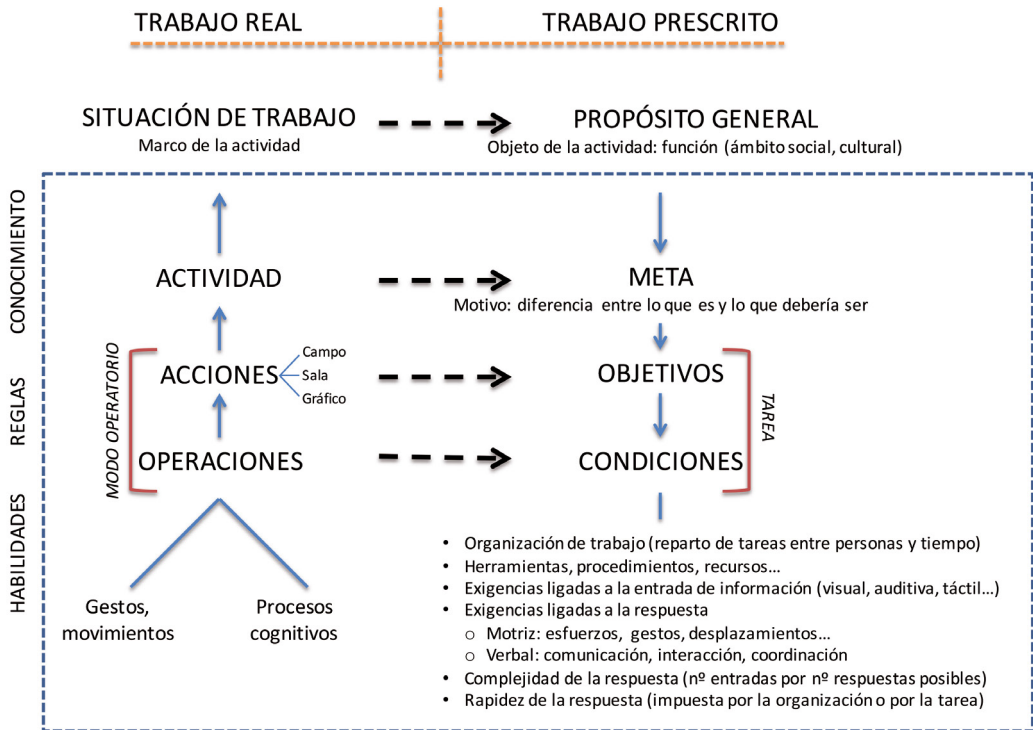 TRABAJO REAL
TRABAJO PRESCRITO
SITUACIÓN DE TRABAJO
Marco de la actividad
PROPÓSITO GENERAL
Objeto de la actividad: función (ámbito social, cultural)
CONOCIMIENTO
ACTIVIDAD
META
Motivo: diferencia entre lo que es y lo que debería ser
REGLAS
MODO OPERATORIO
ACCIONES
Campo
Sala
Gráfico
OBJETIVOS
TAREA
OPERACIONES
CONDICIONES
HABILIDADES
Gestos,
movimientos
Procesos
cognitivos
• Organización de trabajo (reparto de tareas entre personas y tiempo)
• Herramientas, procedimientos, recursos…
• Exigencias ligadas a la entrada de información (visual, auditiva, táctil…)
• Exigencias ligadas a la respuesta
o Motriz: esfuerzos, gestos, desplazamientos…
o Verbal: comunicación, interacción, coordinación
• Complejidad de la respuesta (nº entradas por nº respuestas posibles)
• Rapidez de la respuesta (impuesta por la organización o por la tarea)